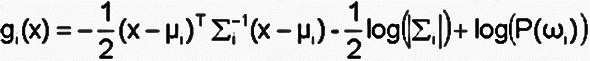 gᵢ(x) = -1/2(x - μᵢ)ᵀ Σᵢ⁻¹(x - μᵢ) - 1/2log(|Σᵢ|) + log(P(ωᵢ))